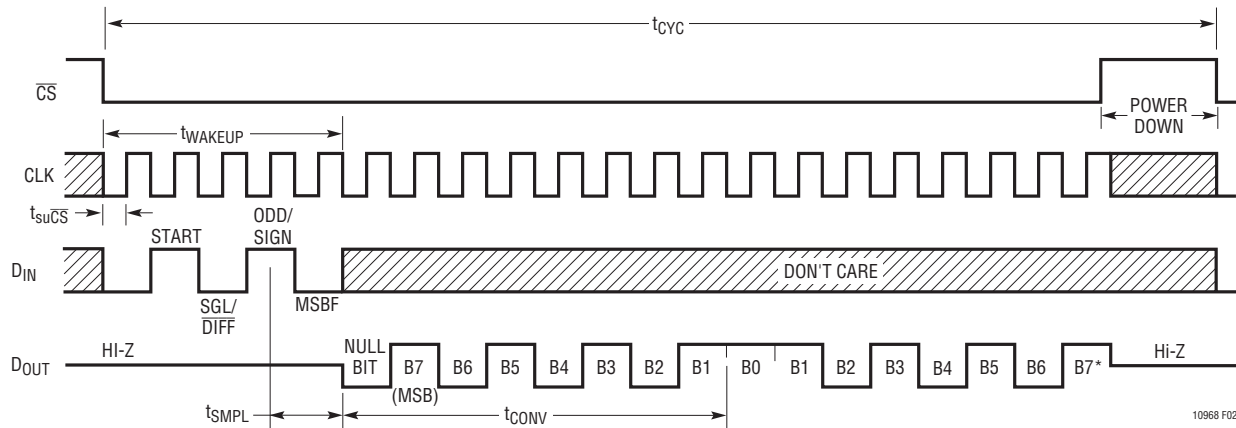 tCYC
CS
POWER
DOWN
tWAKEUP
CLK
tsuCS
START
ODD/
SIGN
DIN
DON'T CARE
SGL/
DIFF
MSBF
HI-Z
NULL
BIT
B7
(MSB)
B6
B5
B4
B3
B2
B1
B0
B1
B2
B3
B4
B5
B6
B7*
Hi-Z
DOUT
tSMPL
tCONV
10968 F02